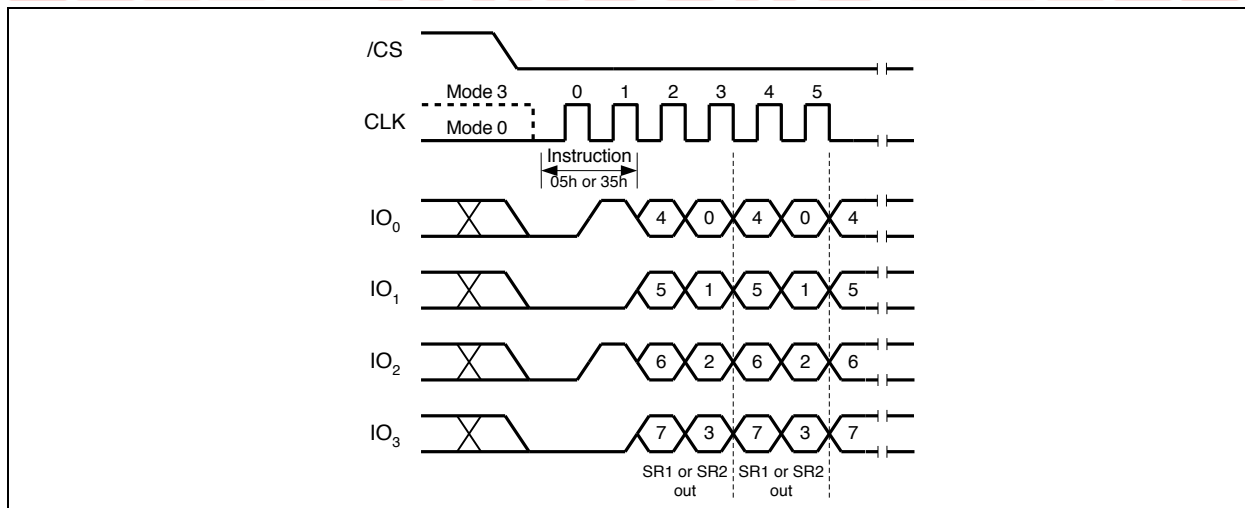 /CS
Mode 3 0 1 2 3 4 5
CLK
Mode 0
Instruction
05h or 35h
IO0 4 0 4 0 4
IO1 5 1 5 1 5
IO2 6 2 6 2 6
IO3 7 3 7 3 7
SR1 or SR2 SR1 or SR2
out out